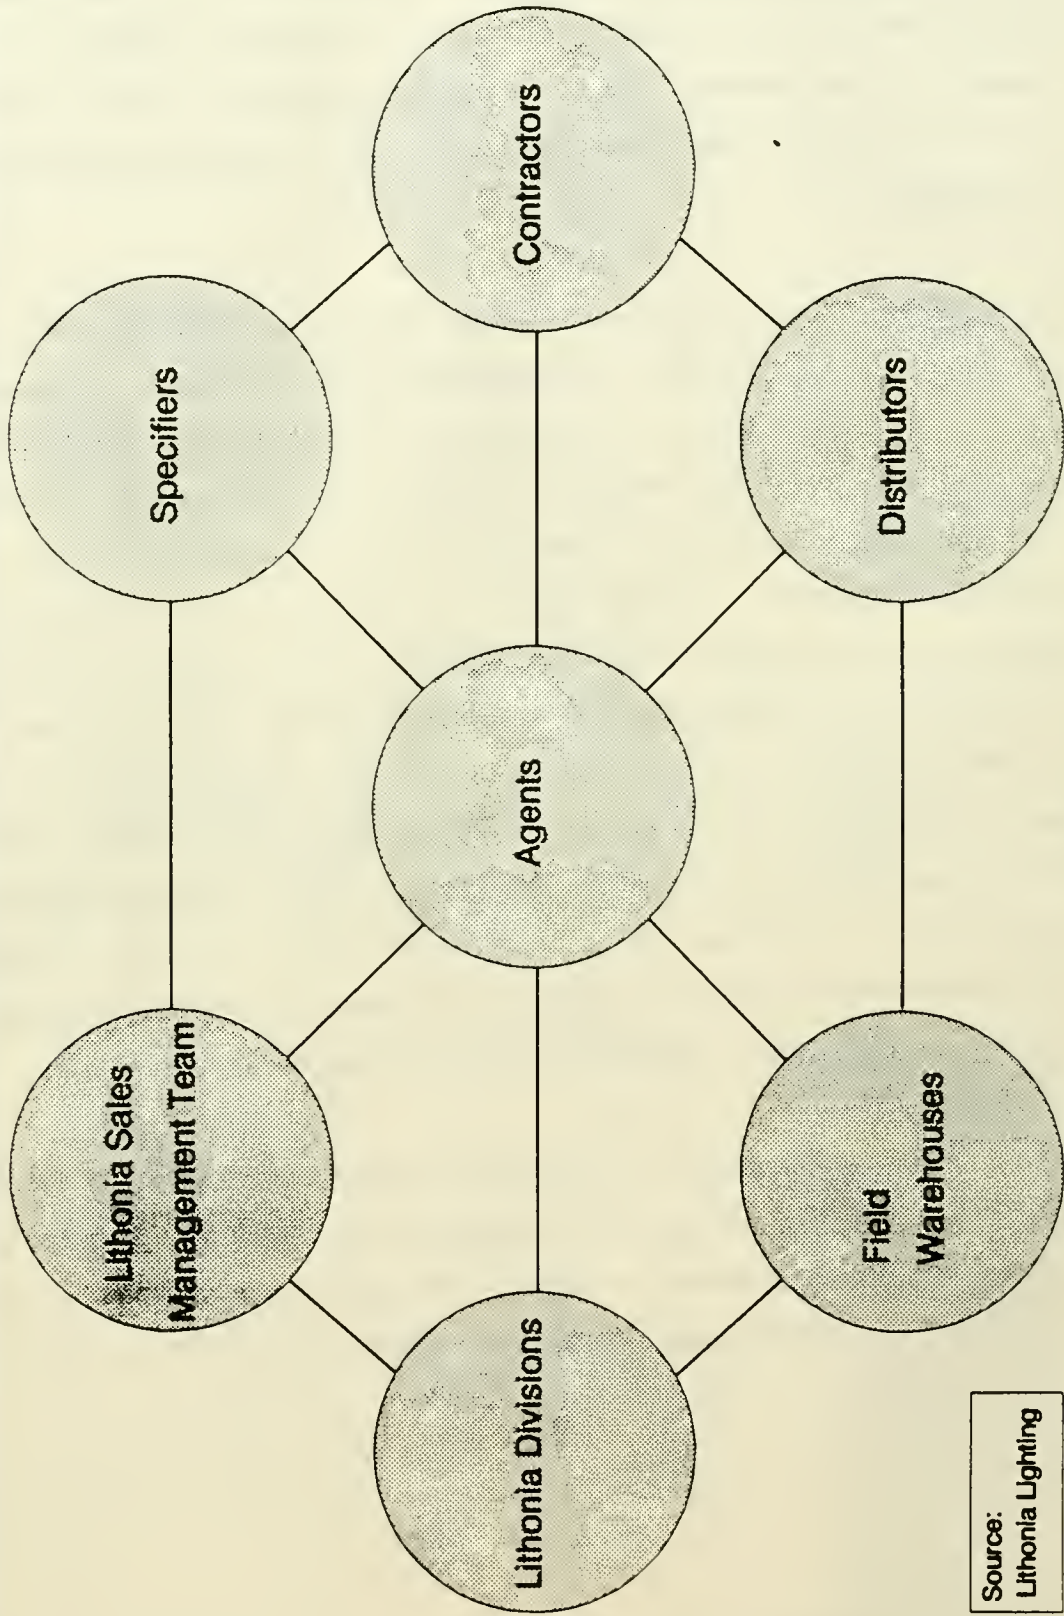 Lithonia Sales
Management Team
Specifiers
Lithonia Divisions
Agents
Contractors
Field
Warehouses
Distributors
Source:
Lithonia Lighting